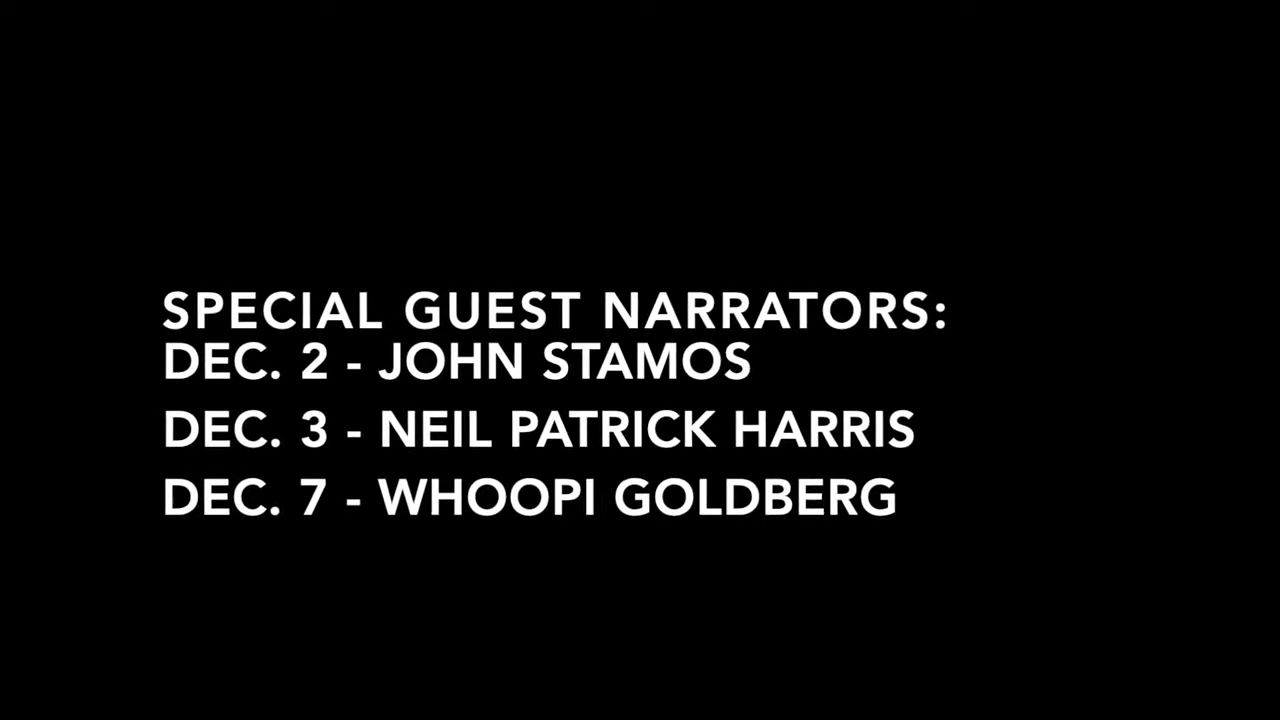 SPECIAL GUEST NARRATORS:
DEC. 2 - JOHN STAMOS
DEC. 3 - NEIL PATRICK HARRIS
DEC. 7 - WHOOPI GOLDBERG